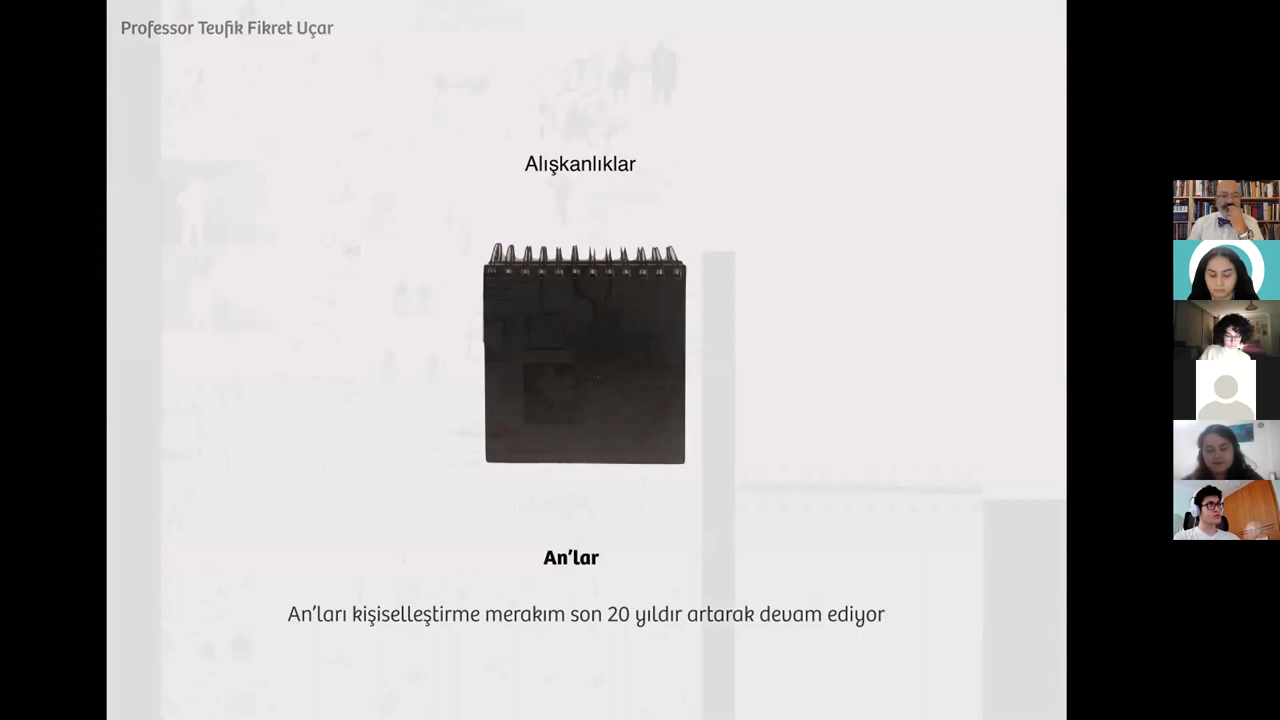 Professor Tevfik Fikret Uçar
Alışkanlıklar
An’lar
An’ları kişiselleştirme merakım son 20 yıldır artarak devam ediyor